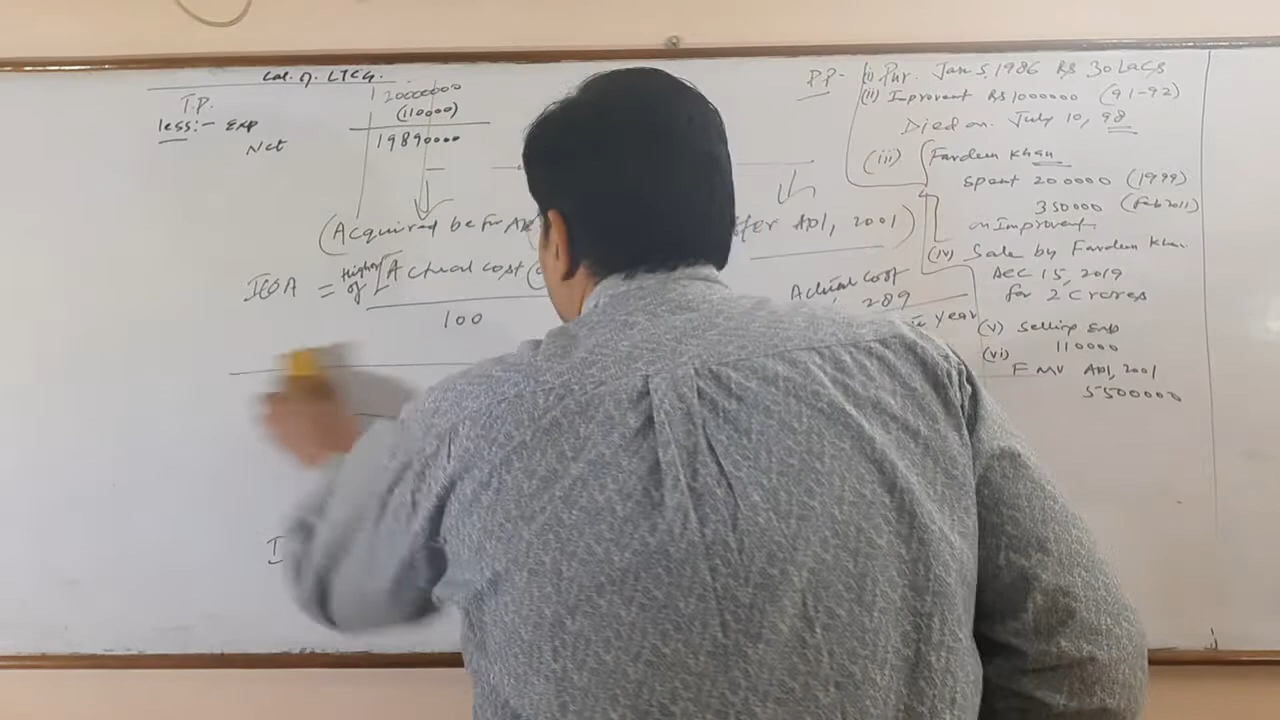 Cal. of LTCG.
T.P. 20000000
less:- Exp (110000)
Net 19890000
(Acquired before
after Apl, 2001)
ICOA = Higher of [Actual cost
100
Actual Cost
289
year
I
P.P- (i) Pur. Jan 5, 1986 Rs 30 Lacs
(ii) Improvent Rs 1000000 (91-92)
Died on July 10, 98
(iii) Fardeen Khan
Spent 200000 (1999)
350000 (Feb 2011)
on Improvent
(iv) Sale by Fardeen Khan
Dec 15, 2019
for 2 Crores
(v) Selling Exp
110000
(vi) FMV Apl, 2001
5500000